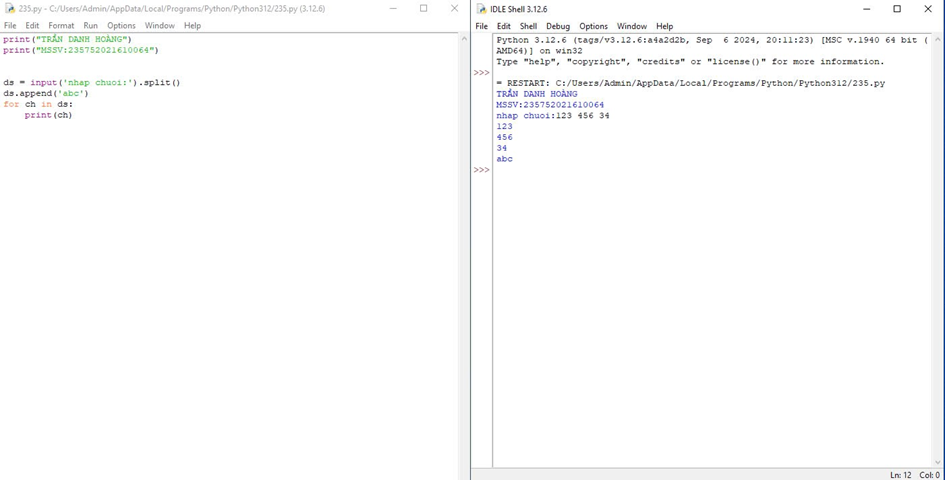 235.py - C:/Users/Admin/AppData/Local/Programs/Python/Python312/235.py (3.12.6)
File Edit Format Run Options Window Help
print("TRẦN DANH HOÀNG")
print("MSSV:235752021610064")
ds = input('nhap chuoi:').split()
ds.append('abc')
for ch in ds:
    print(ch)
IDLE Shell 3.12.6
File Edit Shell Debug Options Window Help
Python 3.12.6 (tags/v3.12.6:a4a2d2b, Sep  6 2024, 20:11:23) [MSC v.1940 64 bit (
AMD64)] on win32
Type "help", "copyright", "credits" or "license()" for more information.
>>>
= RESTART: C:/Users/Admin/AppData/Local/Programs/Python/Python312/235.py
TRẦN DANH HOÀNG
MSSV:235752021610064
nhap chuoi:123 456 34
123
456
34
abc
>>>
Ln: 12 Col: 0